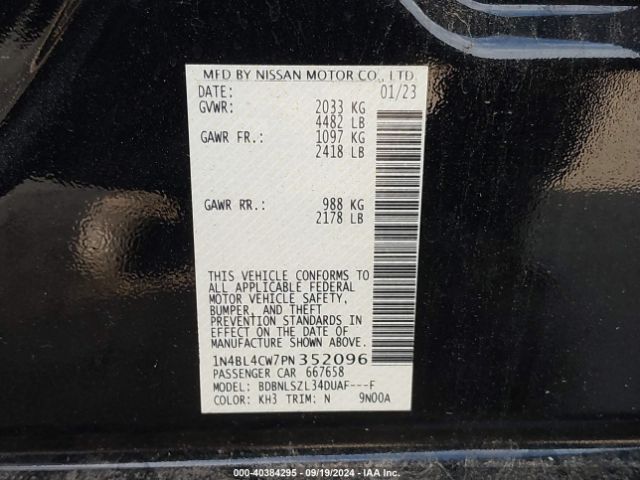 MFD BY NISSAN MOTOR CO., LTD.
DATE: 01/23
GVWR: 2033 KG
4482 LB
GAWR FR.: 1097 KG
2418 LB
GAWR RR.: 988 KG
2178 LB
THIS VEHICLE CONFORMS TO
ALL APPLICABLE FEDERAL
MOTOR VEHICLE SAFETY,
BUMPER, AND THEFT
PREVENTION STANDARDS IN
EFFECT ON THE DATE OF
MANUFACTURE SHOWN ABOVE.
1N4BL4CW7PN352096
PASSENGER CAR 667658
MODEL: BDBNLSZL34DUAF---F
COLOR: KH3 TRIM: N 9N00A
© 000-40384295 - 09/19/2024 - IAA Inc.